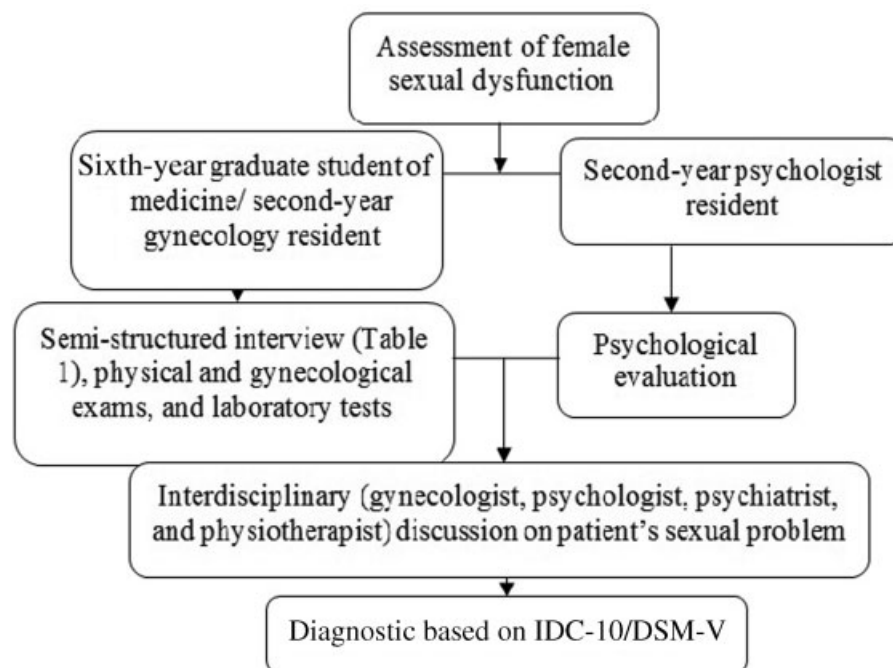 Assessment of female
sexual dysfunction
Sixth-year graduate student of
medicine/ second-year
gynecology resident
Second-year psychologist
resident
Semi-structured interview (Table
1), physical and gynecological
exams, and laboratory tests
Psychological
evaluation
Interdisciplinary (gynecologist, psychologist, psychiatrist,
and physiotherapist) discussion on patient's sexual problem
Diagnostic based on IDC-10/DSM-V